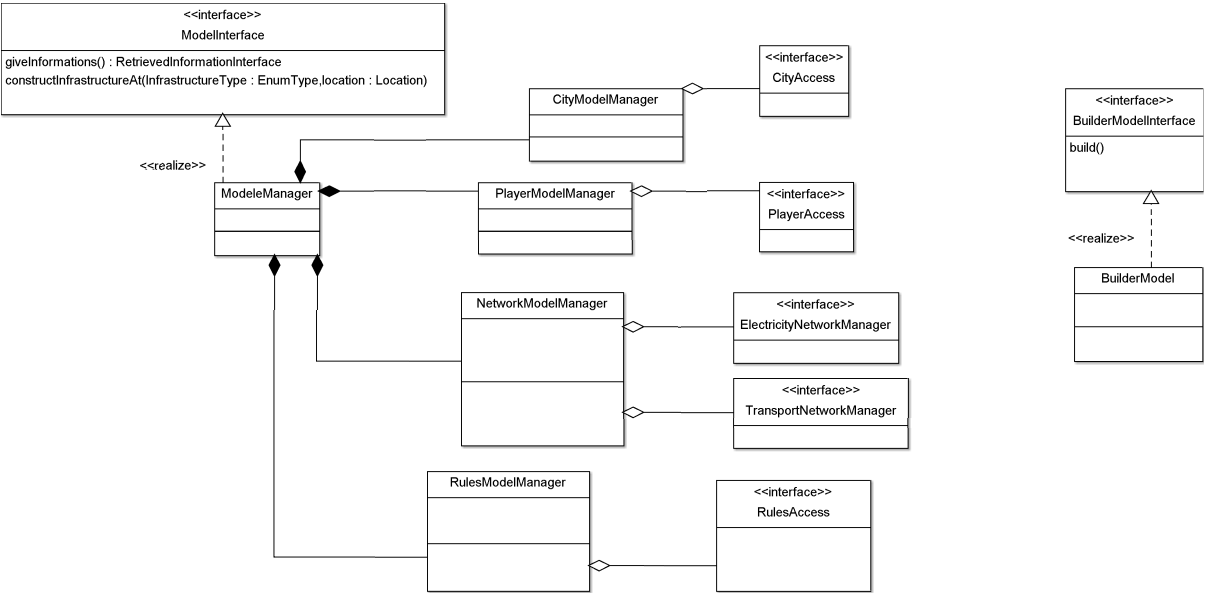 <<interface>>
ModelInterface
giveInformations() : RetrievedInformationInterface
constructInfrastructureAt(InfrastructureType : EnumType,location : Location)
<<realize>>
ModeleManager
CityModelManager
<<interface>>
CityAccess
PlayerModelManager
<<interface>>
PlayerAccess
NetworkModelManager
<<interface>>
ElectricityNetworkManager
<<interface>>
TransportNetworkManager
RulesModelManager
<<interface>>
RulesAccess
<<interface>>
BuilderModelInterface
build()
<<realize>>
BuilderModel